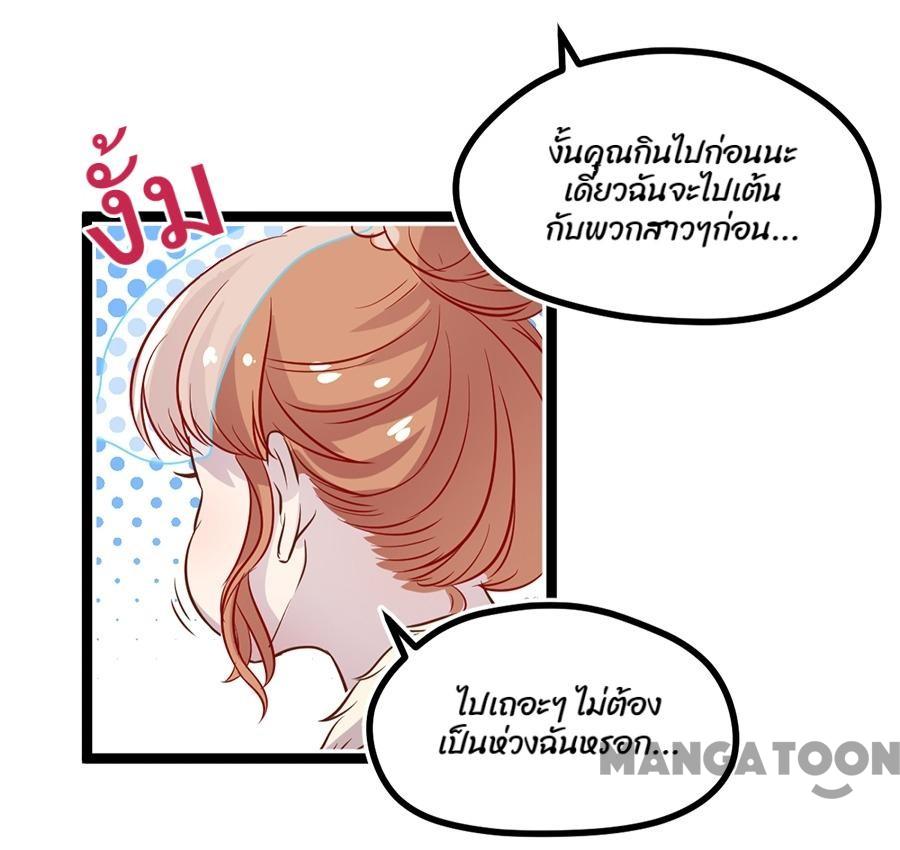 งั้นคุณกินไปก่อนนะ
เดี๋ยวฉันจะไปเต้น
กับพวกสาวๆก่อน...
งั้ม
ไปเถอะๆ ไม่ต้อง
เป็นห่วงฉันหรอก...
MANGATOON